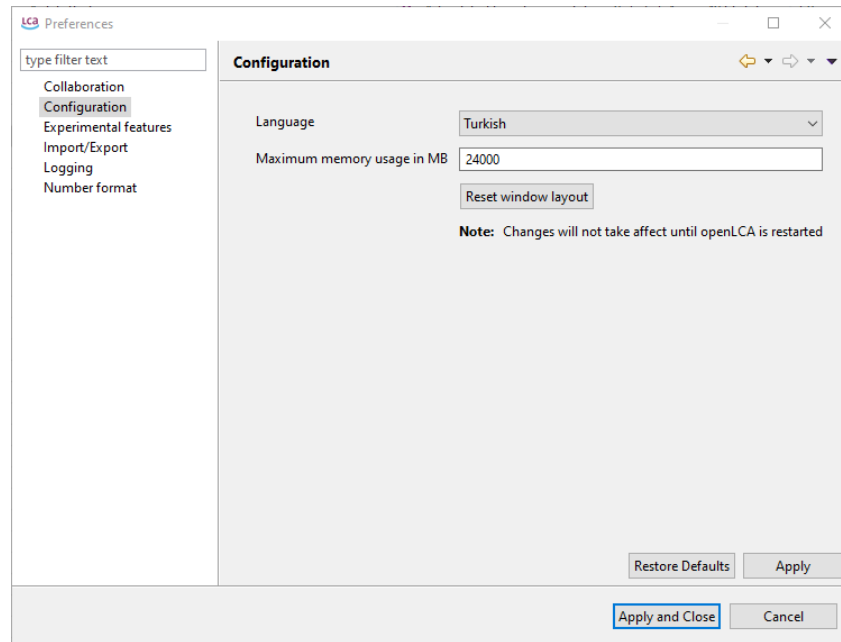 LCA Preferences
type filter text
Collaboration
Configuration
Experimental features
Import/Export
Logging
Number format
Configuration
Language Turkish
Maximum memory usage in MB 24000
Reset window layout
Note: Changes will not take affect until openLCA is restarted
Restore Defaults Apply
Apply and Close Cancel